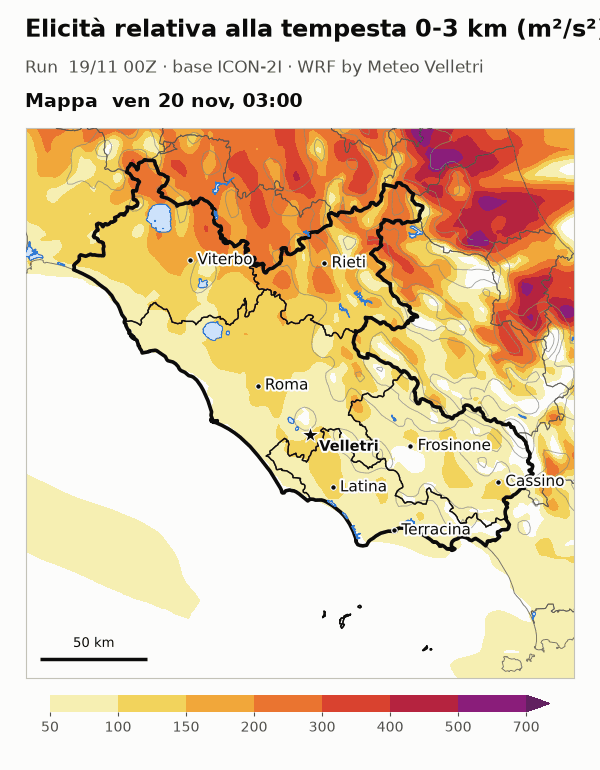 Elicità relativa alla tempesta 0-3 km (m²/s²)
Run  19/11 00Z · base ICON-2I · WRF by Meteo Velletri
Mappa  ven 20 nov, 03:00
Viterbo
Rieti
Roma
Velletri
Frosinone
Latina
Cassino
Terracina
50 km
50 100 150 200 300 400 500 700